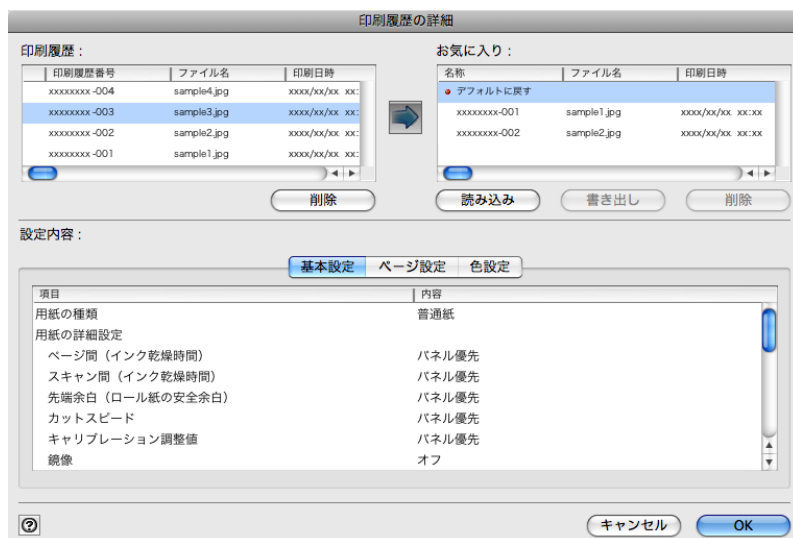 印刷履歴の詳細
印刷履歴：
お気に入り：
印刷履歴番号 ファイル名 印刷日時
xxxxxxxx -004 sample4.jpg xxxx/xx/xx xx:
xxxxxxxx -003 sample3.jpg xxxx/xx/xx xx:
xxxxxxxx -002 sample2.jpg xxxx/xx/xx xx:
xxxxxxxx -001 sample1.jpg xxxx/xx/xx xx:
削除
名称 ファイル名 印刷日時
デフォルトに戻す
xxxxxxxx-001 sample1.jpg xxxx/xx/xx xx:xx
xxxxxxxx-002 sample2.jpg xxxx/xx/xx xx:xx
読み込み 書き出し 削除
設定内容：
基本設定 ページ設定 色設定
項目 内容
用紙の種類 普通紙
用紙の詳細設定
ページ間（インク乾燥時間） パネル優先
スキャン間（インク乾燥時間） パネル優先
先端余白（ロール紙の安全余白） パネル優先
カットスピード パネル優先
キャリブレーション調整値 パネル優先
鏡像 オフ
? キャンセル OK